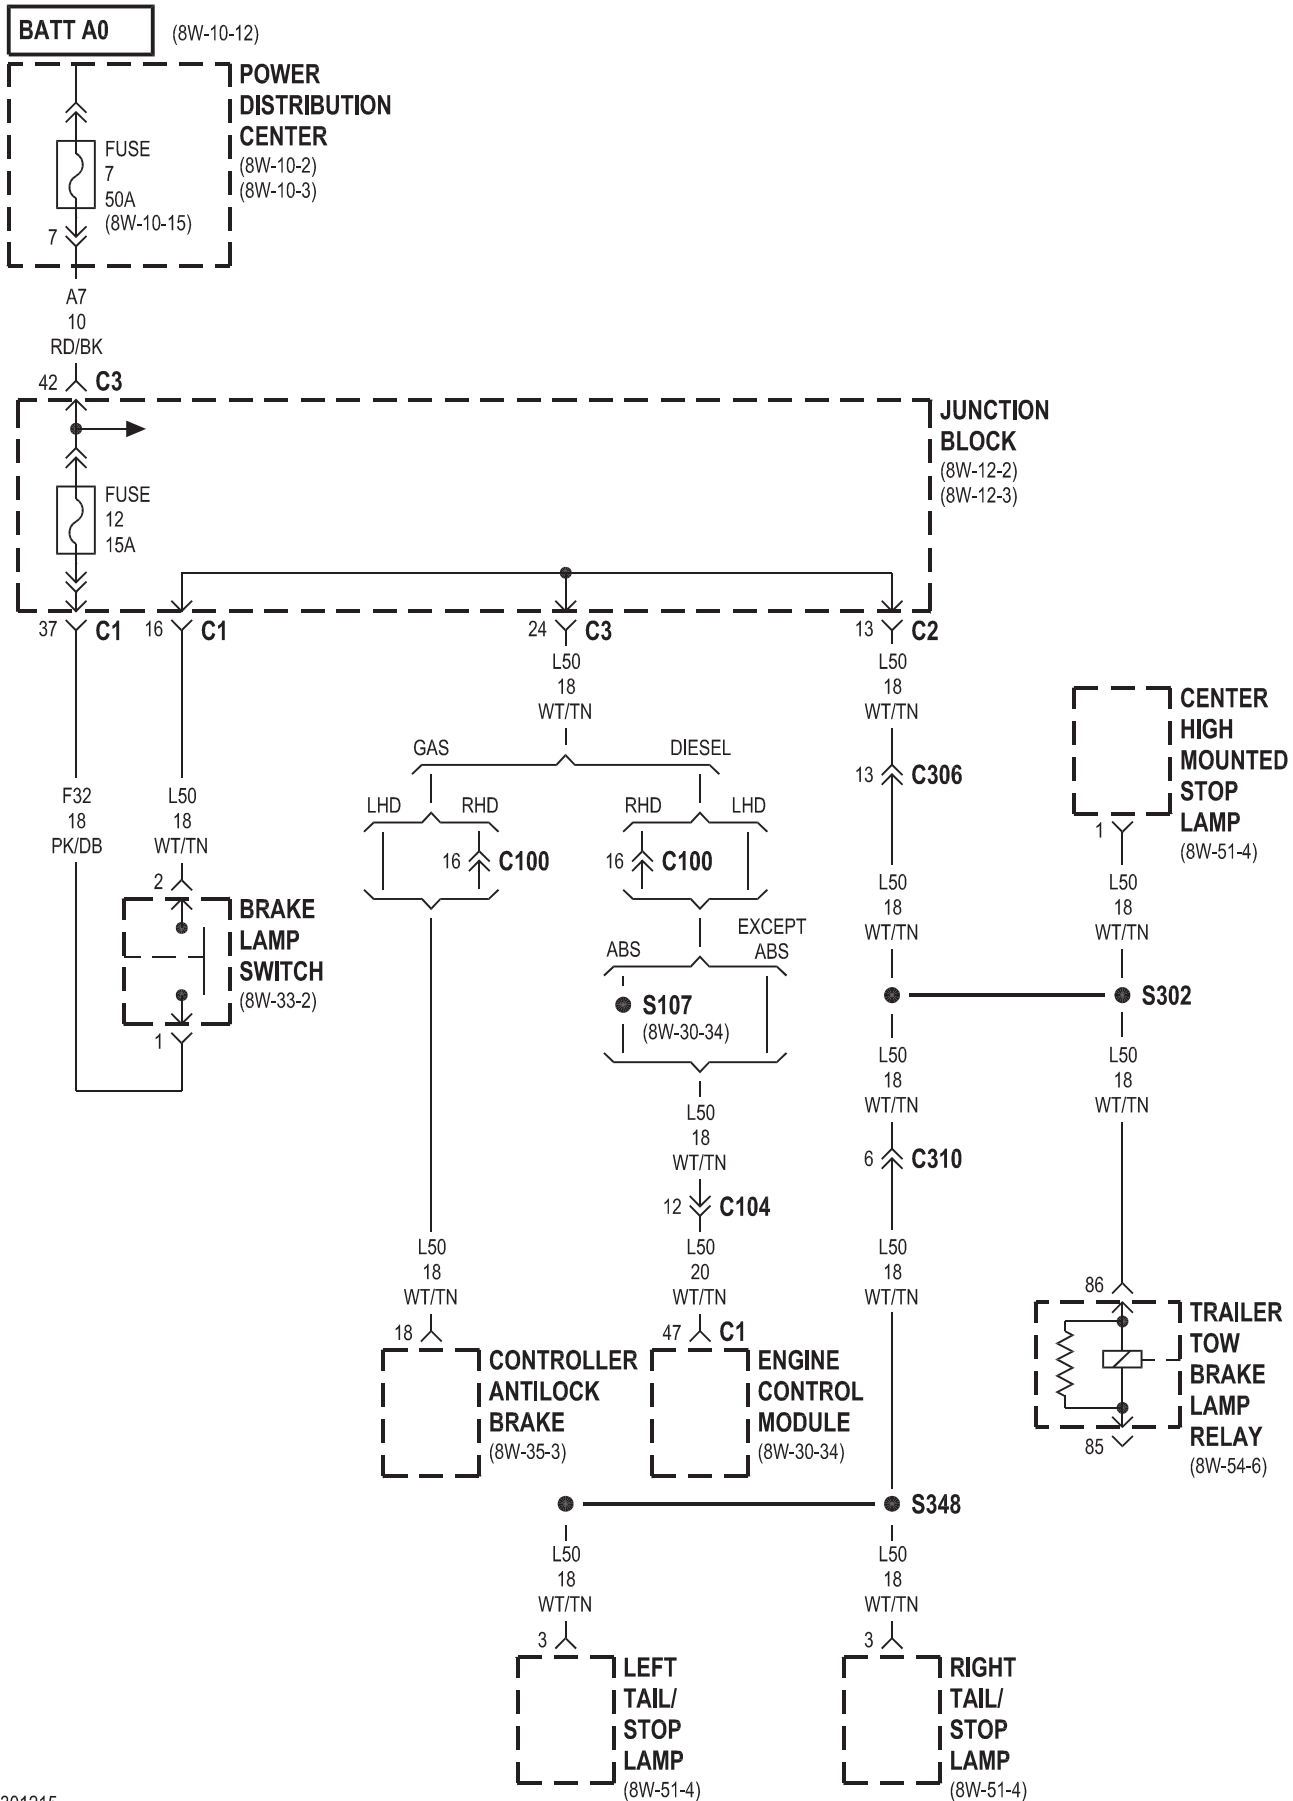 BATT A0
(8W-10-12)
POWER
DISTRIBUTION
CENTER
(8W-10-2)
(8W-10-3)
FUSE
7
50A
(8W-10-15)
7
A7
10
RD/BK
42
C3
JUNCTION
BLOCK
(8W-12-2)
(8W-12-3)
FUSE
12
15A
37
C1
16
C1
24
C3
13
C2
L50
18
WT/TN
L50
18
WT/TN
CENTER
HIGH
MOUNTED
STOP
LAMP
(8W-51-4)
1
GAS
DIESEL
13
C306
F32
18
PK/DB
L50
18
WT/TN
LHD
RHD
RHD
LHD
16
C100
16
C100
2
BRAKE
LAMP
SWITCH
(8W-33-2)
1
L50
18
WT/TN
L50
18
WT/TN
ABS
EXCEPT
ABS
S107
(8W-30-34)
S302
L50
18
WT/TN
L50
18
WT/TN
L50
18
WT/TN
6
C310
12
C104
L50
18
WT/TN
L50
20
WT/TN
L50
18
WT/TN
18
47
C1
86
CONTROLLER
ANTILOCK
BRAKE
(8W-35-3)
ENGINE
CONTROL
MODULE
(8W-30-34)
TRAILER
TOW
BRAKE
LAMP
RELAY
(8W-54-6)
85
S348
L50
18
WT/TN
L50
18
WT/TN
3
3
LEFT
TAIL/
STOP
LAMP
(8W-51-4)
RIGHT
TAIL/
STOP
LAMP
(8W-51-4)